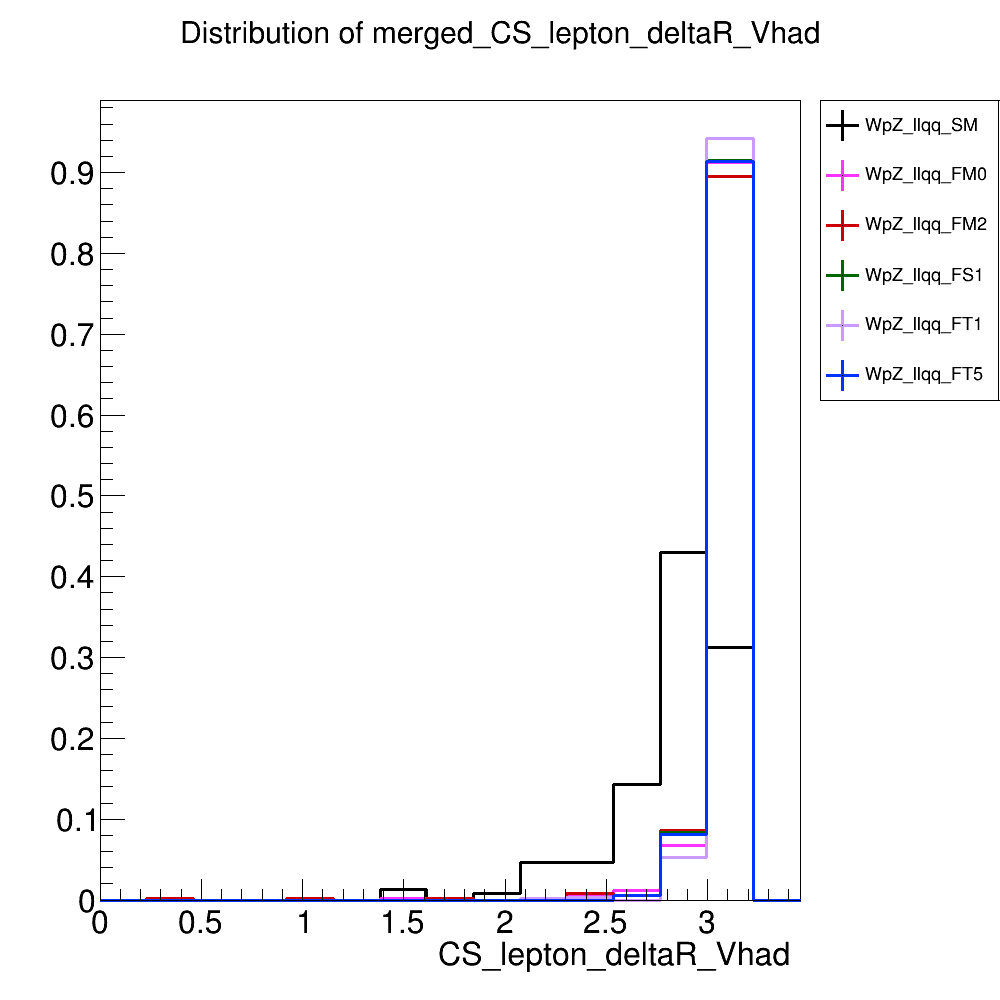 Distribution of merged_CS_lepton_deltaR_Vhad
WpZ_llqq_SM
WpZ_llqq_FM0
WpZ_llqq_FM2
WpZ_llqq_FS1
WpZ_llqq_FT1
WpZ_llqq_FT5
0.9
0.8
0.7
0.6
0.5
0.4
0.3
0.2
0.1
0
0 0.5 1 1.5 2 2.5 3
CS_lepton_deltaR_Vhad